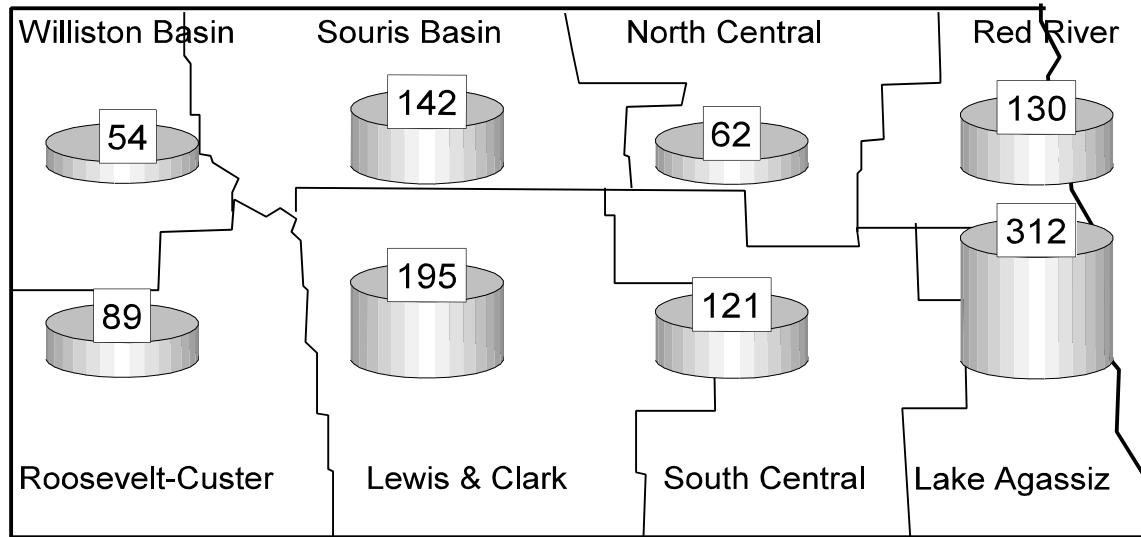 Williston Basin Souris Basin North Central Red River
54 142 62 130
89 195 121 312
Roosevelt-Custer Lewis & Clark South Central Lake Agassiz